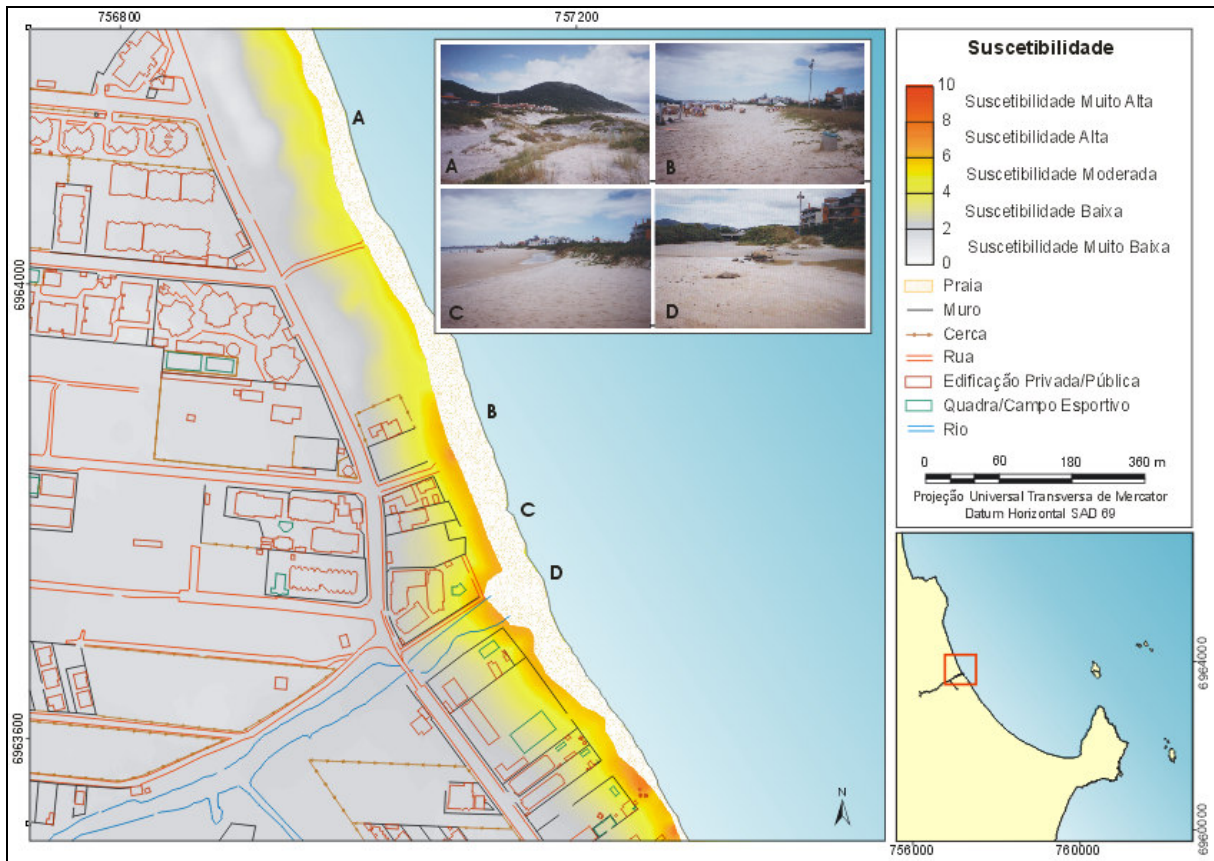 756800
757200
6964000
6963600
A
B
C
D
A
B
C
D
N
Suscetibilidade
10
8
6
4
2
0
Suscetibilidade Muito Alta
Suscetibilidade Alta
Suscetibilidade Moderada
Suscetibilidade Baixa
Suscetibilidade Muito Baixa
Praia
Muro
Cerca
Rua
Edificação Privada/Pública
Quadra/Campo Esportivo
Rio
0 60 180 360 m
Projeção Universal Transversa de Mercator
Datum Horizontal SAD 69
6964000
6960000
756000
760000